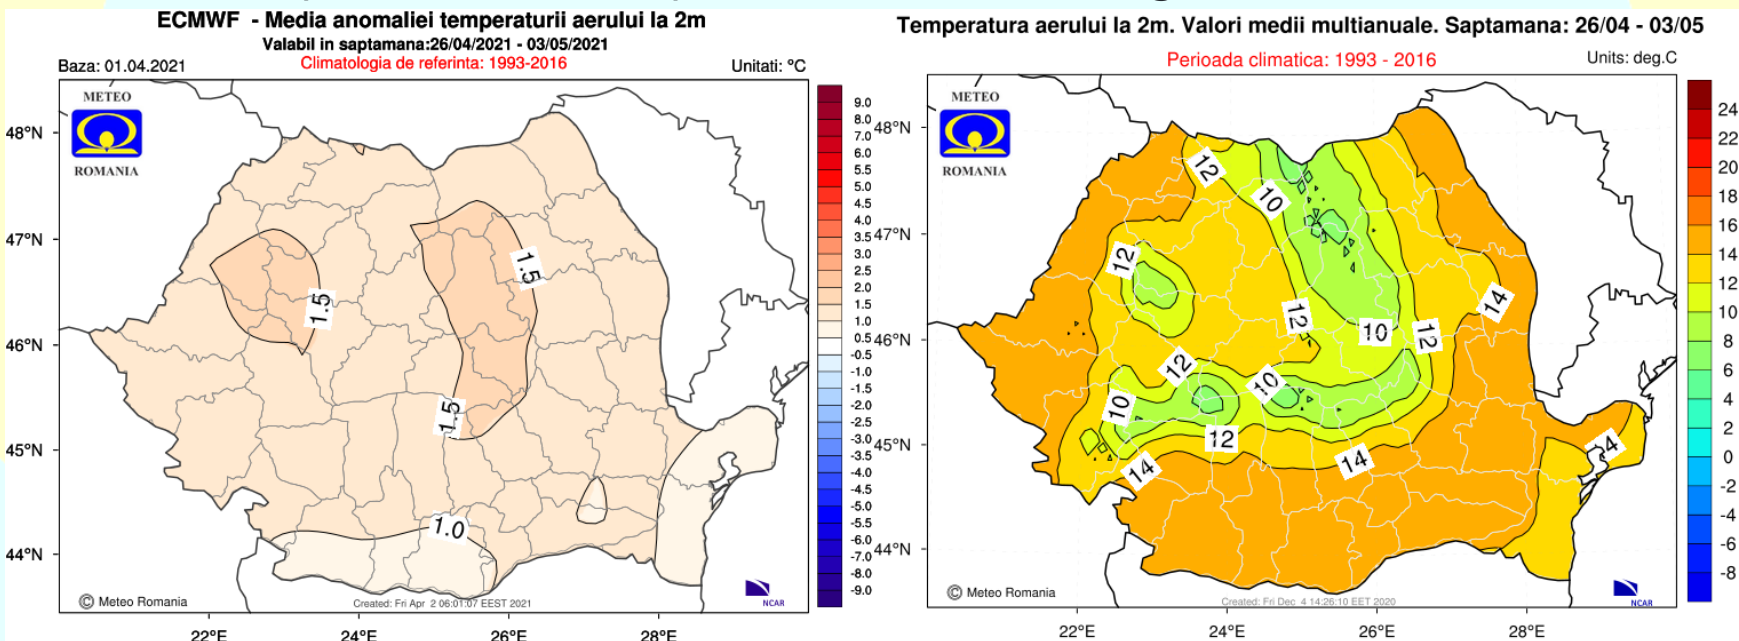 ECMWF - Media anomaliei temperaturii aerului la 2m
Valabil in saptamana:26/04/2021 - 03/05/2021
Baza: 01.04.2021
Climatologia de referinta: 1993-2016
Unitati: °C
METEO
ROMANIA
48°N
47°N
46°N
45°N
44°N
1.5
1.5
1.5
1.0
© Meteo Romania
Created: Fri Apr 2 06:01:07 EEST 2021
NCAR
22°E
24°E
26°E
28°E
9.0
8.0
7.0
6.0
5.5
5.0
4.5
4.0
3.5
3.0
2.5
2.0
1.5
1.0
0.5
-0.5
-1.0
-1.5
-2.0
-2.5
-3.0
-3.5
-4.0
-4.5
-5.0
-5.5
-6.0
-7.0
-8.0
-9.0
Temperatura aerului la 2m. Valori medii multianuale. Saptamana: 26/04 - 03/05
Perioada climatica: 1993 - 2016
Units: deg.C
METEO
ROMANIA
48°N
47°N
46°N
45°N
44°N
12
10
12
14
12
10
12
12
10
10
12
14
14
14
© Meteo Romania
Created: Fri Dec 4 14:26:10 EET 2020
NCAR
22°E
24°E
26°E
28°E
24
22
20
18
16
14
12
10
8
6
4
2
0
-2
-4
-6
-8